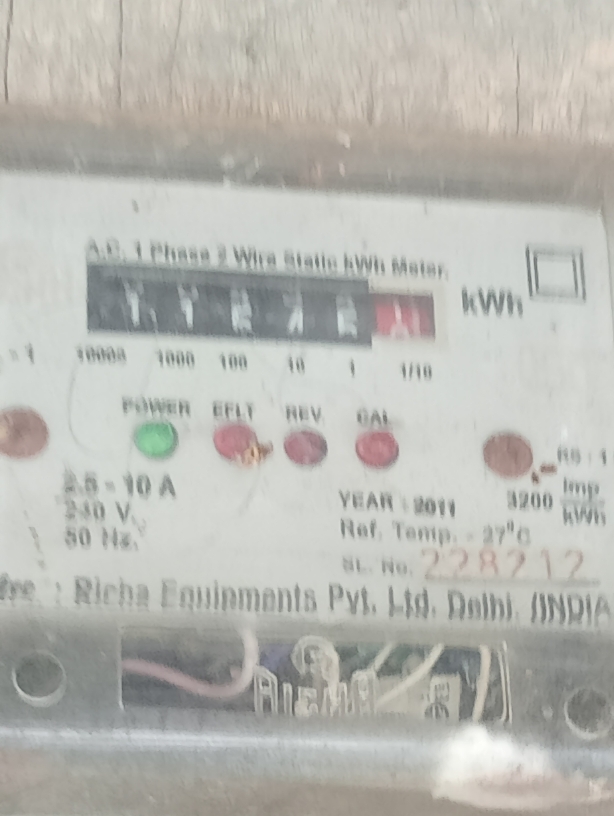 A.C. 1 Phase 2 Wire Static kWh Meter.
kWh
10000 1000 100 10 1 1/10
POWER EFLT REV. CAL
2.5 - 10 A
240 V.
50 Hz.
YEAR : 2011
3200 Imp
kWh
Ref. Temp. - 27°C
SL. No. 228212
Richa Equipments Pvt. Ltd. Delhi. (INDIA